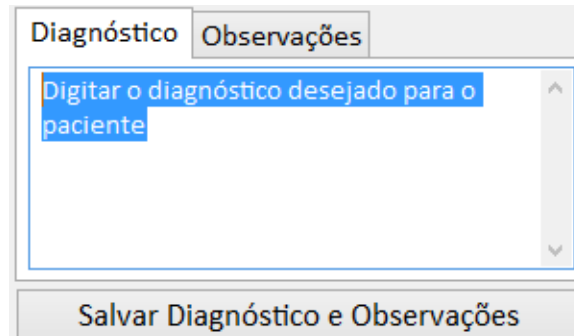 Diagnóstico Observações
Digitar o diagnóstico desejado para o
paciente
Salvar Diagnóstico e Observações